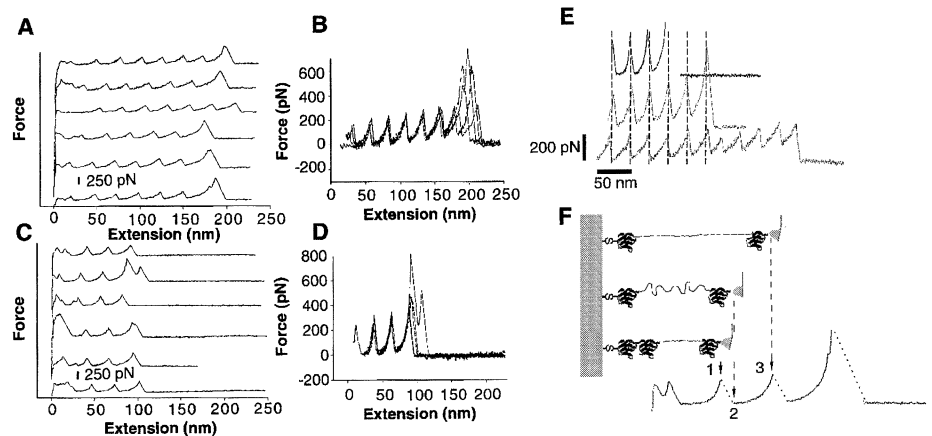 A
Force
250 pN
0 50 100 150 200 250
Extension (nm)
B
Force (pN)
600
400
200
0
-200
0 50 100 150 200 250
Extension (nm)
C
Force
250 pN
0 50 100 150 200 250
Extension (nm)
D
Force (pN)
800
600
400
200
0
-200
0 50 100 150 200
Extension (nm)
E
200 pN
50 nm
F
1
3
2